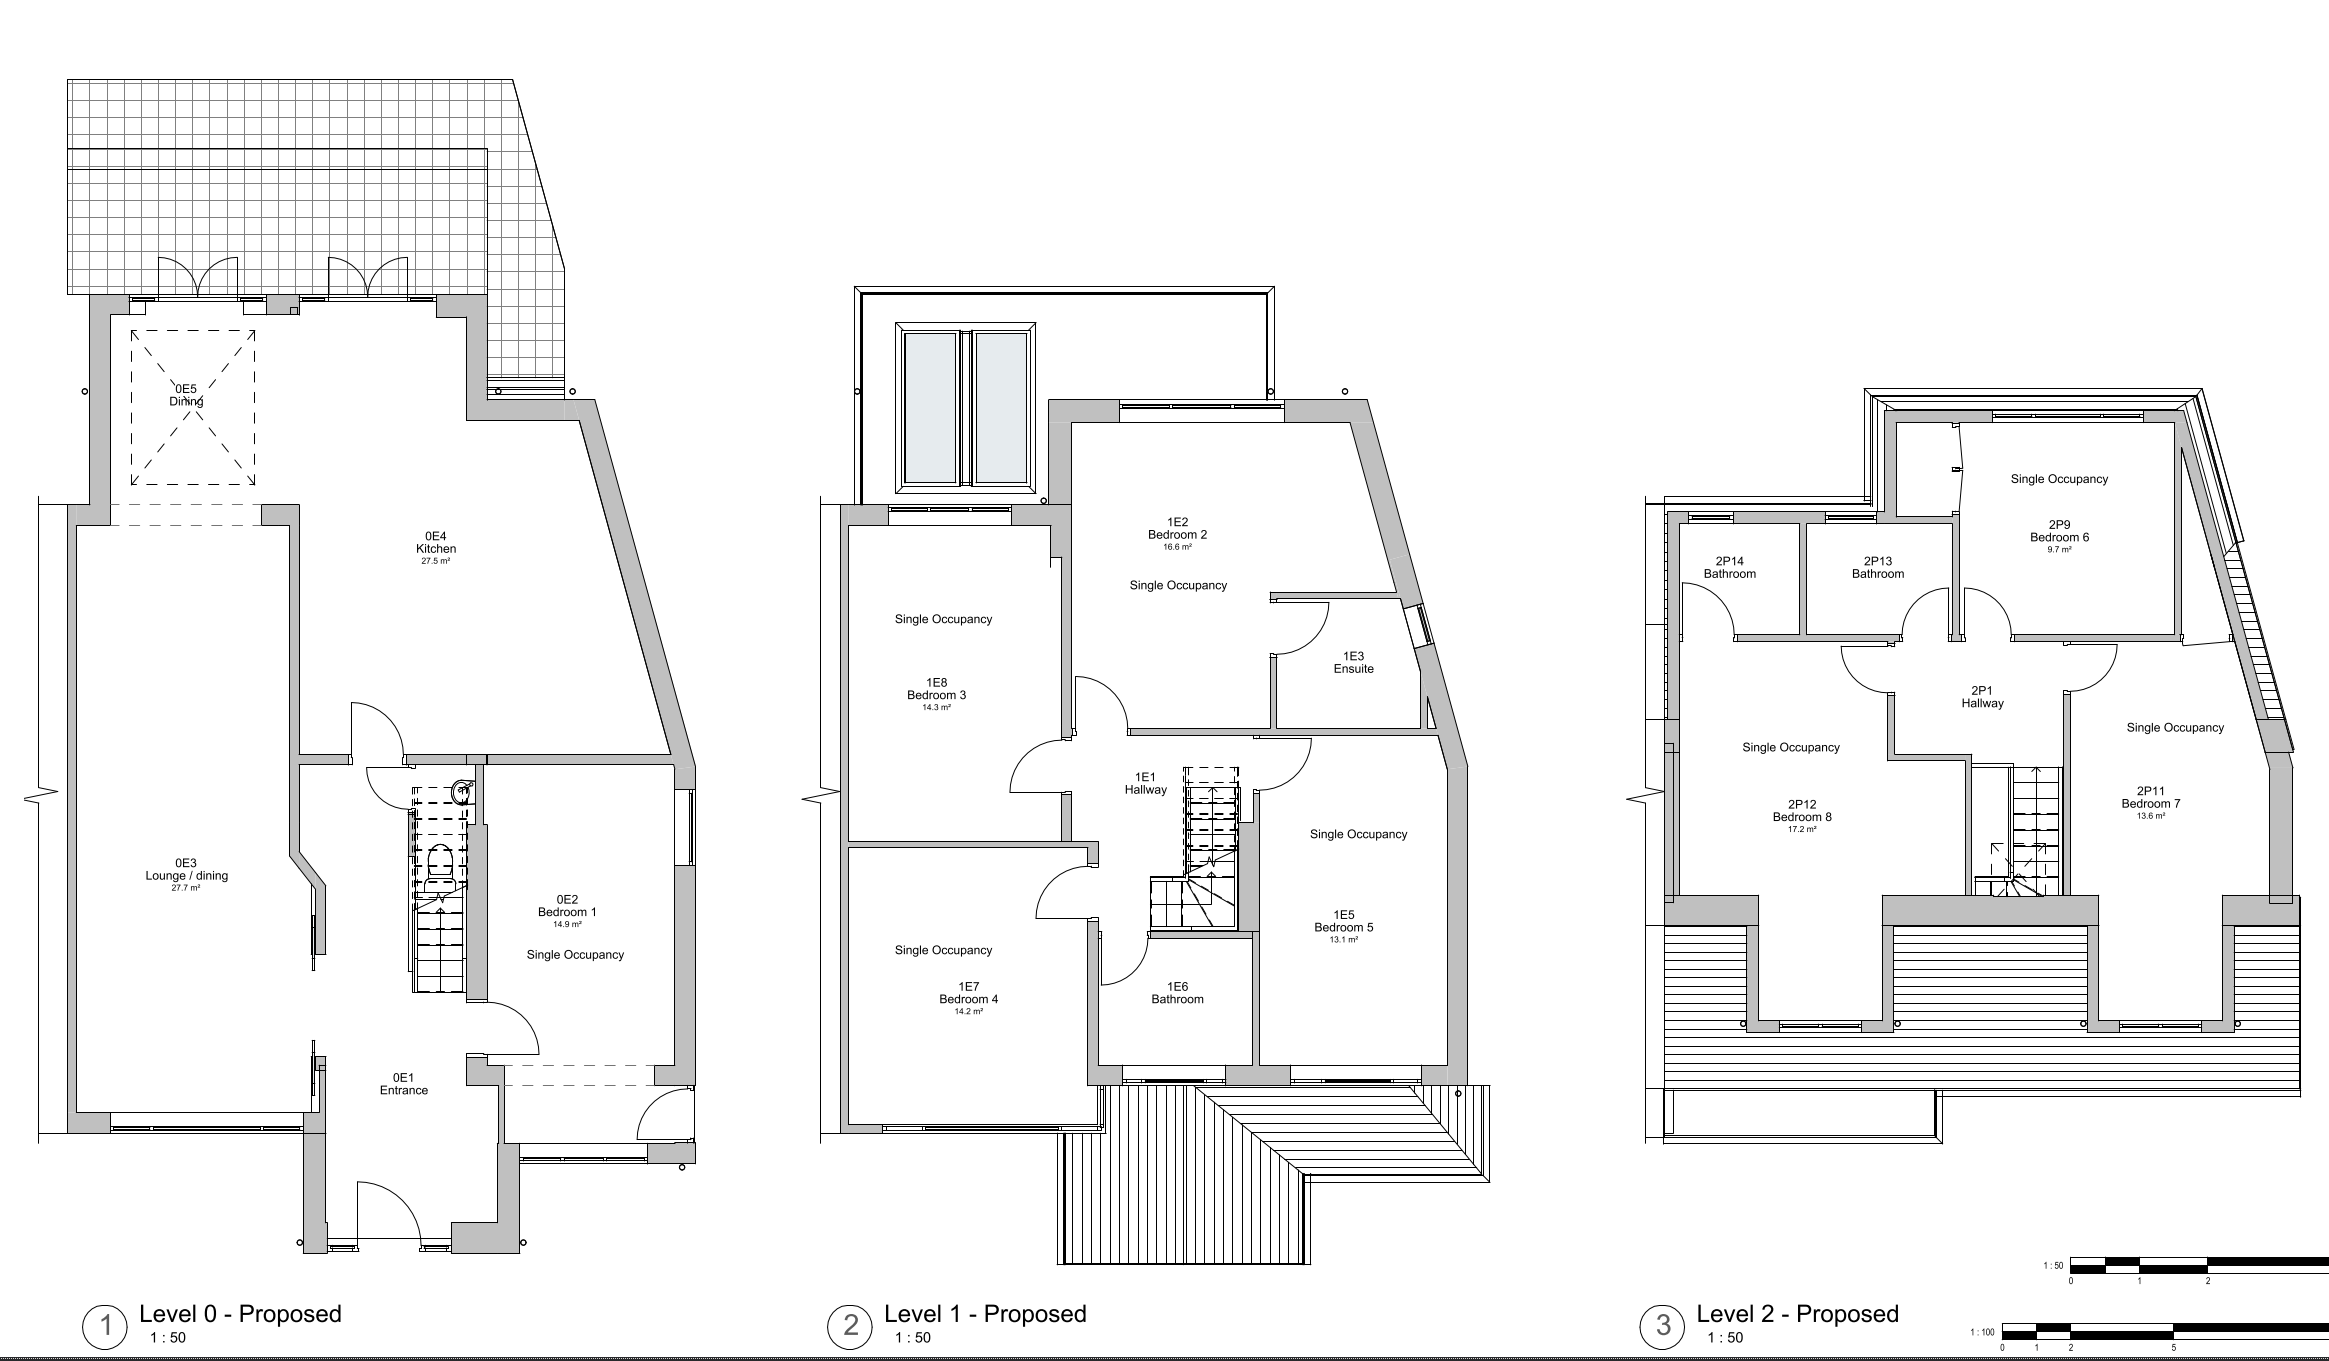 0E5
Dining
0E4
Kitchen
27.5 m²
0E3
Lounge / dining
27.7 m²
0E2
Bedroom 1
14.9 m²
Single Occupancy
0E1
Entrance
1
Level 0 - Proposed
1 : 50
1E2
Bedroom 2
16.6 m²
Single Occupancy
Single Occupancy
1E8
Bedroom 3
14.3 m²
1E3
Ensuite
1E1
Hallway
Single Occupancy
1E5
Bedroom 5
13.1 m²
Single Occupancy
1E7
Bedroom 4
14.2 m²
1E6
Bathroom
2
Level 1 - Proposed
1 : 50
Single Occupancy
2P9
Bedroom 6
9.7 m²
2P14
Bathroom
2P13
Bathroom
2P1
Hallway
Single Occupancy
2P12
Bedroom 8
17.2 m²
Single Occupancy
2P11
Bedroom 7
13.6 m²
3
Level 2 - Proposed
1 : 50
1 : 50
0 1 2
1 : 100
0 1 2 5